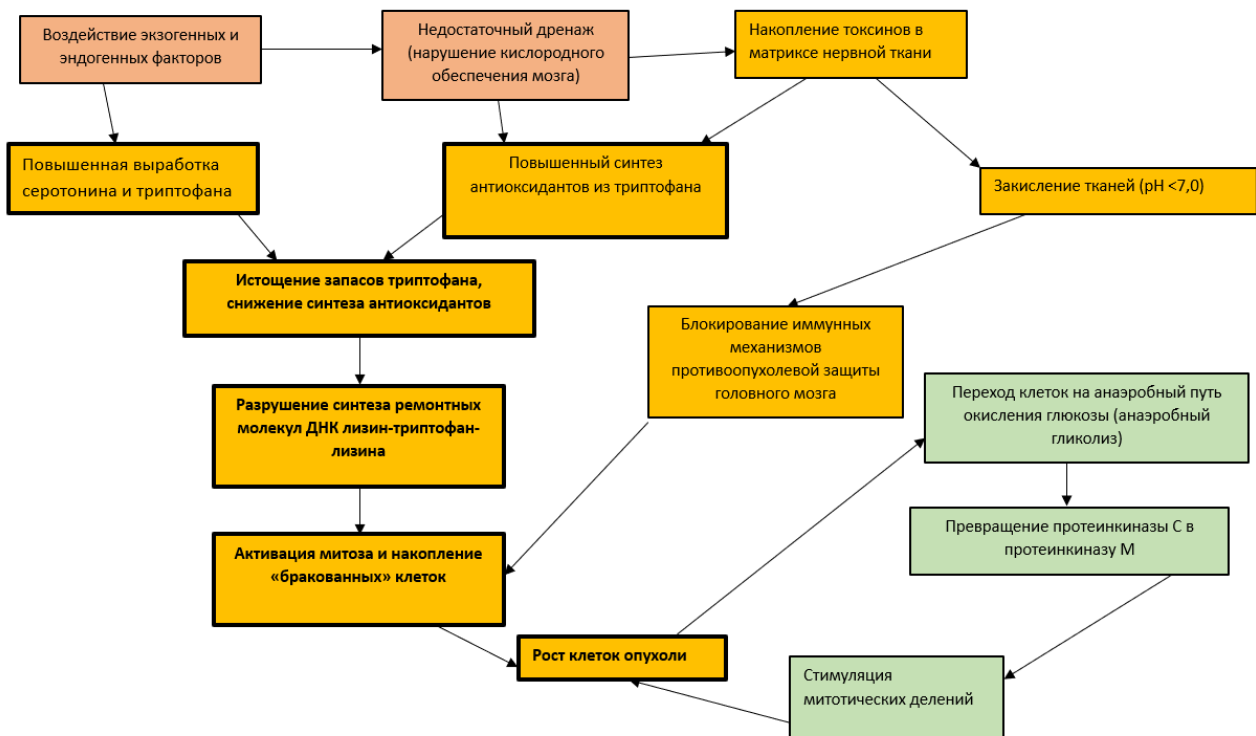 Воздействие экзогенных и
эндогенных факторов
Недостаточный дренаж
(нарушение кислородного
обеспечения мозга)
Накопление токсинов в
матриксе нервной ткани
Повышенная выработка
серотонина и триптофана
Повышенный синтез
антиоксидантов из триптофана
Закисление тканей (pH <7,0)
Истощение запасов триптофана,
снижение синтеза антиоксидантов
Блокирование иммунных
механизмов
противоопухолевой защиты
головного мозга
Разрушение синтеза ремонтных
молекул ДНК лизин-триптофан-
лизина
Переход клеток на анаэробный путь
окисления глюкозы (анаэробный
гликолиз)
Превращение протеинкиназы С в
протеинкиназу М
Активация митоза и накопление
«бракованных» клеток
Рост клеток опухоли
Стимуляция
митотических делений